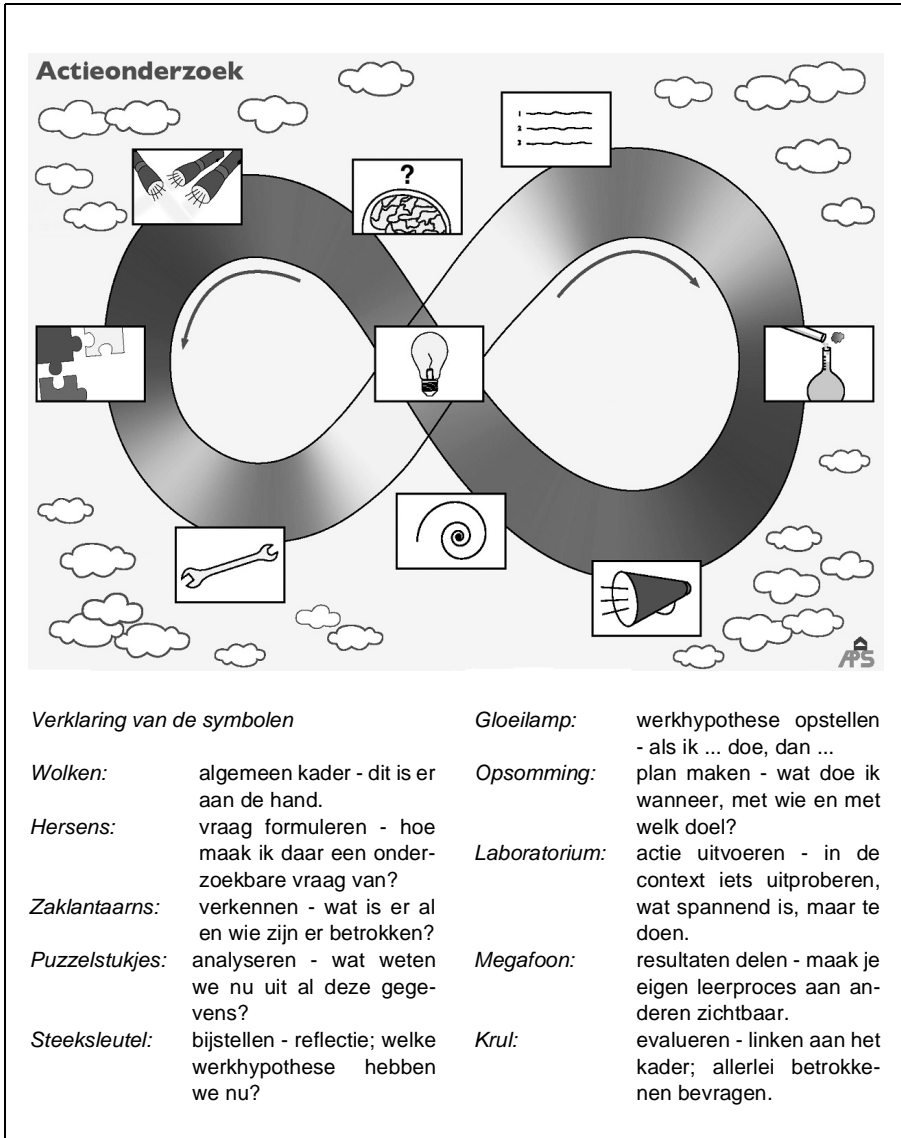 Actieonderzoek
?
1
2
3
APS
Verklaring van de symbolen
Wolken: algemeen kader - dit is er
aan de hand.
Hersens: vraag formuleren - hoe
maak ik daar een onder-
zoekbare vraag van?
Zaklantaarns: verkennen - wat is er al
en wie zijn er betrokken?
Puzzelstukjes: analyseren - wat weten
we nu uit al deze gege-
vens?
Steeksleutel: bijstellen - reflectie; welke
werkhypothese hebben
we nu?
Gloeilamp: werkhypothese opstellen
- als ik ... doe, dan ...
Opsomming: plan maken - wat doe ik
wanneer, met wie en met
welk doel?
Laboratorium: actie uitvoeren - in de
context iets uitproberen,
wat spannend is, maar te
doen.
Megafoon: resultaten delen - maak je
eigen leerproces aan an-
deren zichtbaar.
Krul: evalueren - linken aan het
kader; allerlei betrokke-
nen bevragen.